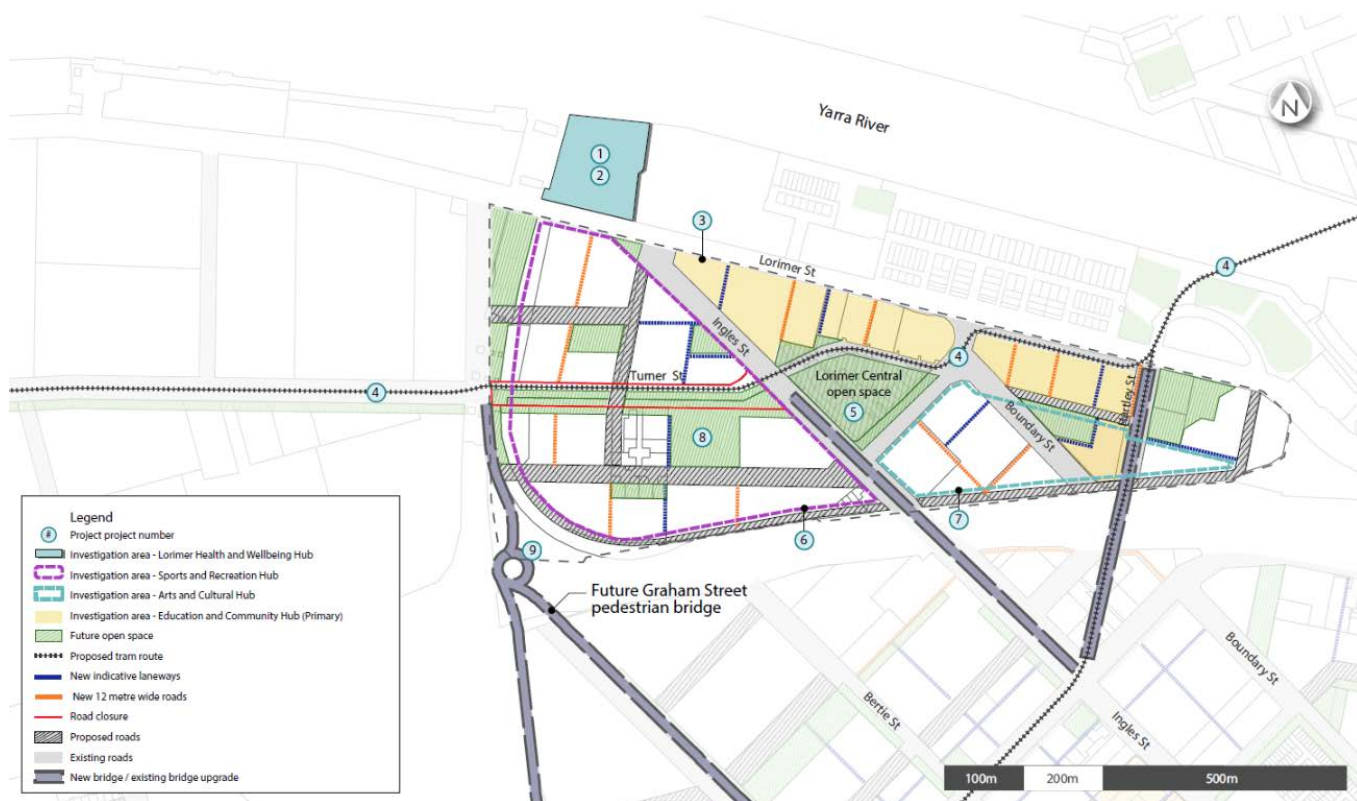 Yarra River
N
1
2
3
Lorimer St
4
Ingles St
4
Turner St
4
Lorimer Central
open space
5
Hartley St
Boundary St
8
7
6
9
Future Graham Street
pedestrian bridge
Boundary St
Bertie St
Ingles St
Legend
# Project project number
Investigation area - Lorimer Health and Wellbeing Hub
Investigation area - Sports and Recreation Hub
Investigation area - Arts and Cultural Hub
Investigation area - Education and Community Hub (Primary)
Future open space
Proposed tram route
New indicative laneways
New 12 metre wide roads
Road closure
Proposed roads
Existing roads
New bridge / existing bridge upgrade
100m 200m 500m